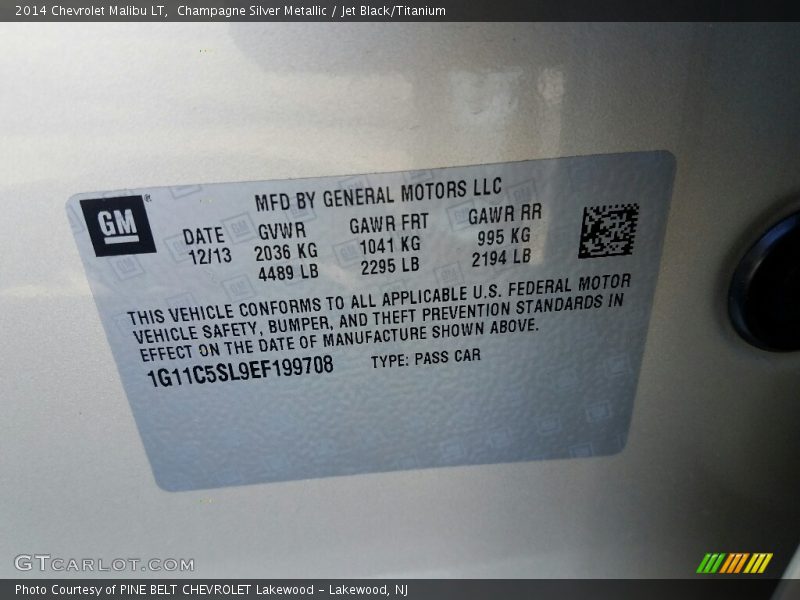 2014 Chevrolet Malibu LT, Champagne Silver Metallic / Jet Black/Titanium
GM ®
MFD BY GENERAL MOTORS LLC
DATE GVWR GAWR FRT GAWR RR
12/13 2036 KG 1041 KG 995 KG
4489 LB 2295 LB 2194 LB
THIS VEHICLE CONFORMS TO ALL APPLICABLE U.S. FEDERAL MOTOR
VEHICLE SAFETY, BUMPER, AND THEFT PREVENTION STANDARDS IN
EFFECT ON THE DATE OF MANUFACTURE SHOWN ABOVE.
1G11C5SL9EF199708 TYPE: PASS CAR
GTCARLOT.COM
Photo Courtesy of PINE BELT CHEVROLET Lakewood - Lakewood, NJ